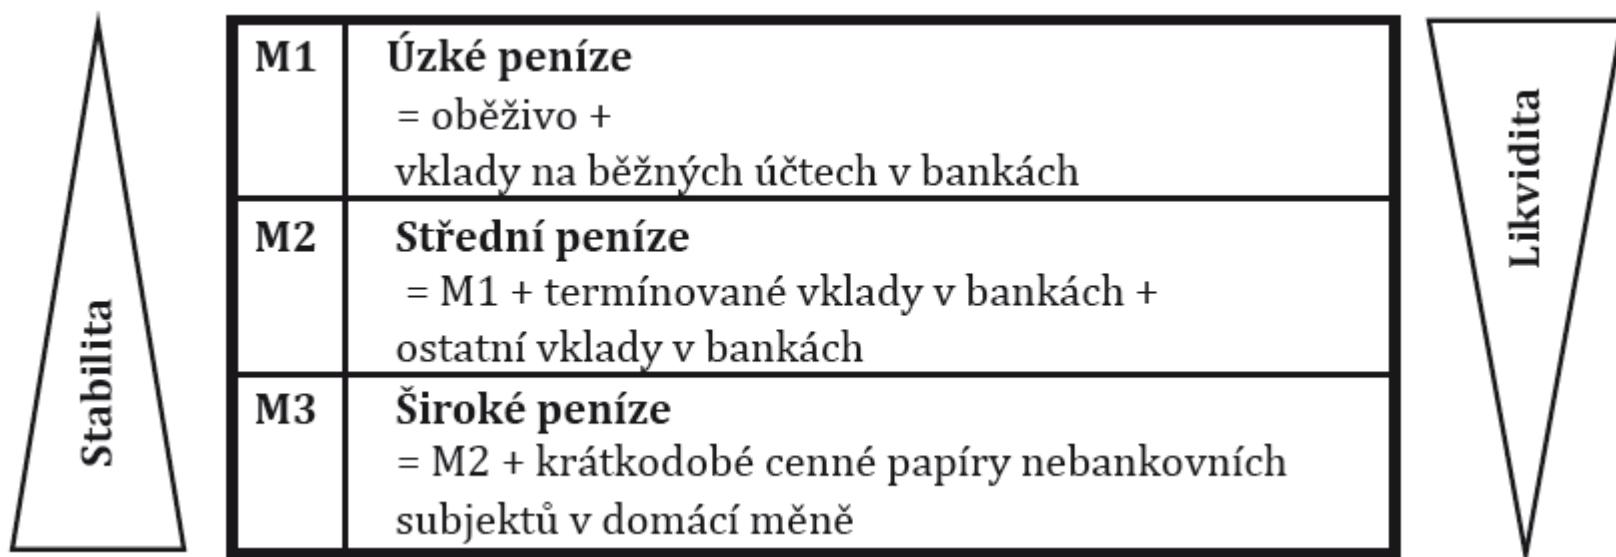 Stabilita
M1 Úzké peníze
= oběživo +
vklady na běžných účtech v bankách
M2 Střední peníze
= M1 + termínované vklady v bankách +
ostatní vklady v bankách
M3 Široké peníze
= M2 + krátkodobé cenné papíry nebankovních
subjektů v domácí měně
Likvidita